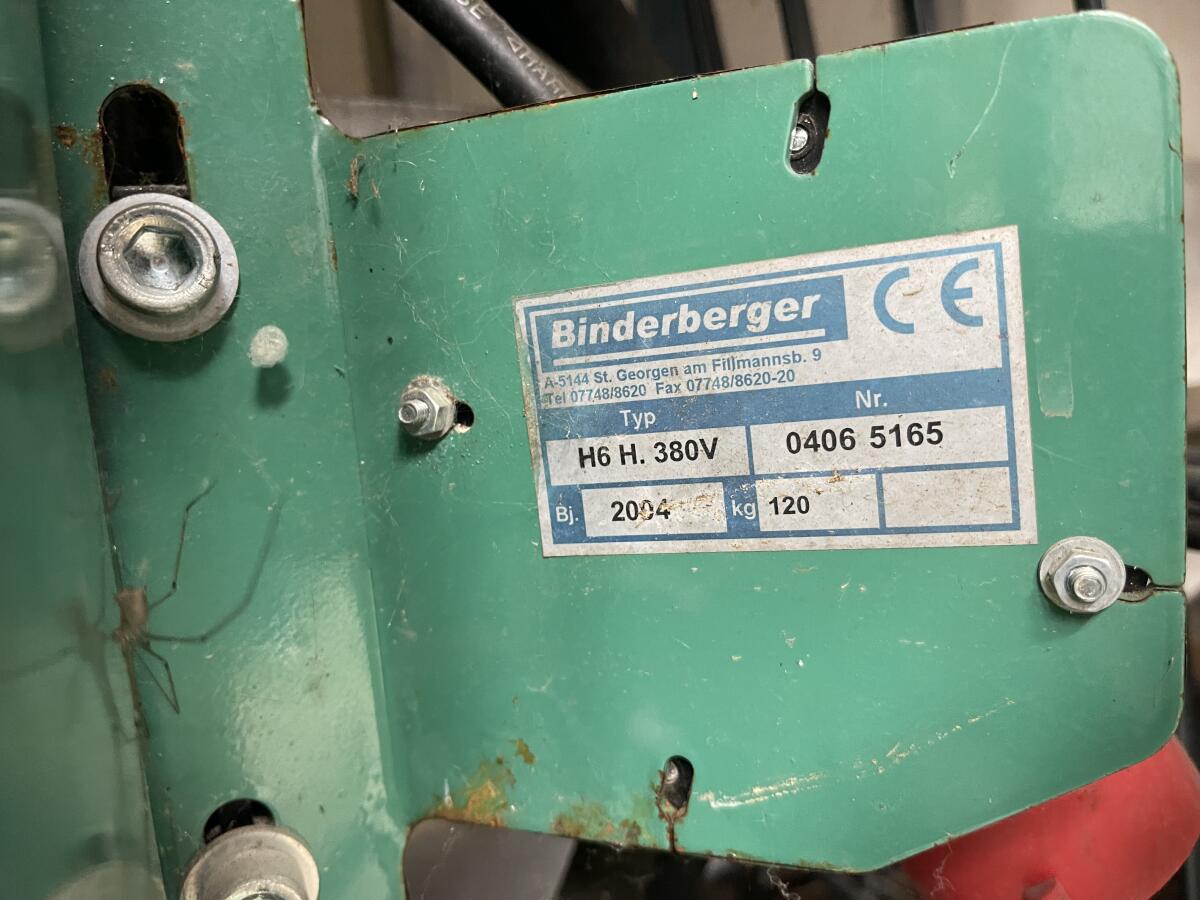 Binderberger CE
A-5144 St. Georgen am Fillmannsb. 9
Tel 07748/8620 Fax 07748/8620-20
Typ Nr.
H6 H. 380V 0406 5165
Bj. 2004 kg 120